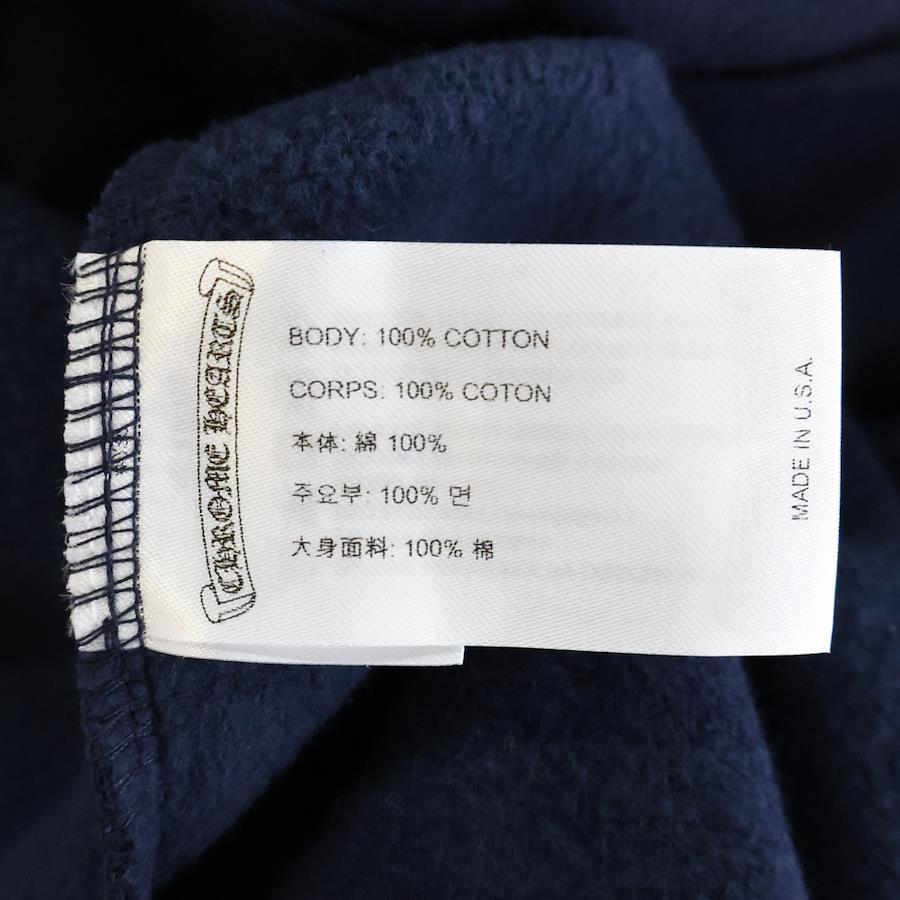 CHROME HEARTS
BODY: 100% COTTON
CORPS: 100% COTON
本体: 綿 100%
주요부: 100% 면
大身面料: 100% 棉
MADE IN U.S.A.